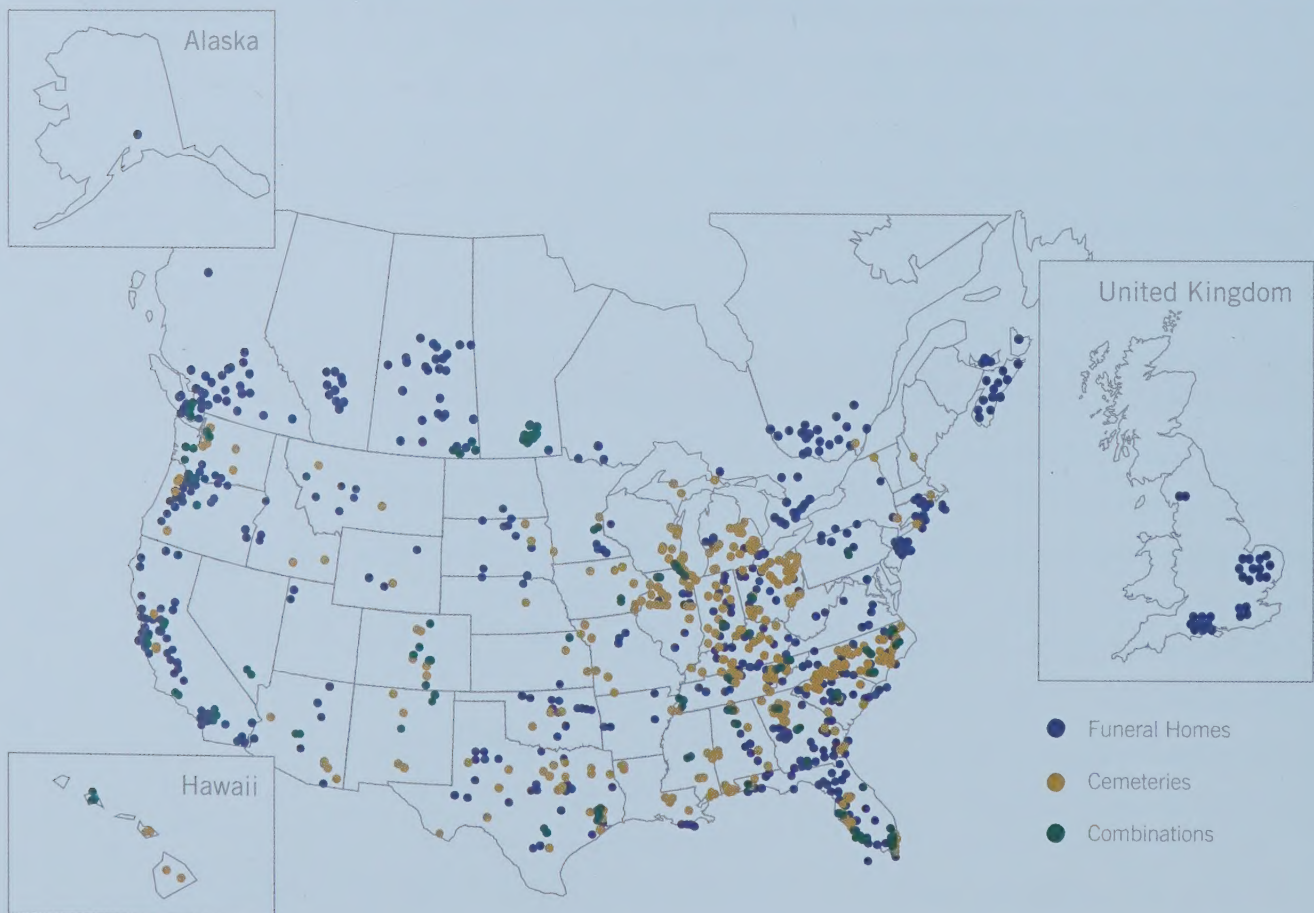 Alaska
United Kingdom
Hawaii
Funeral Homes
Cemeteries
Combinations